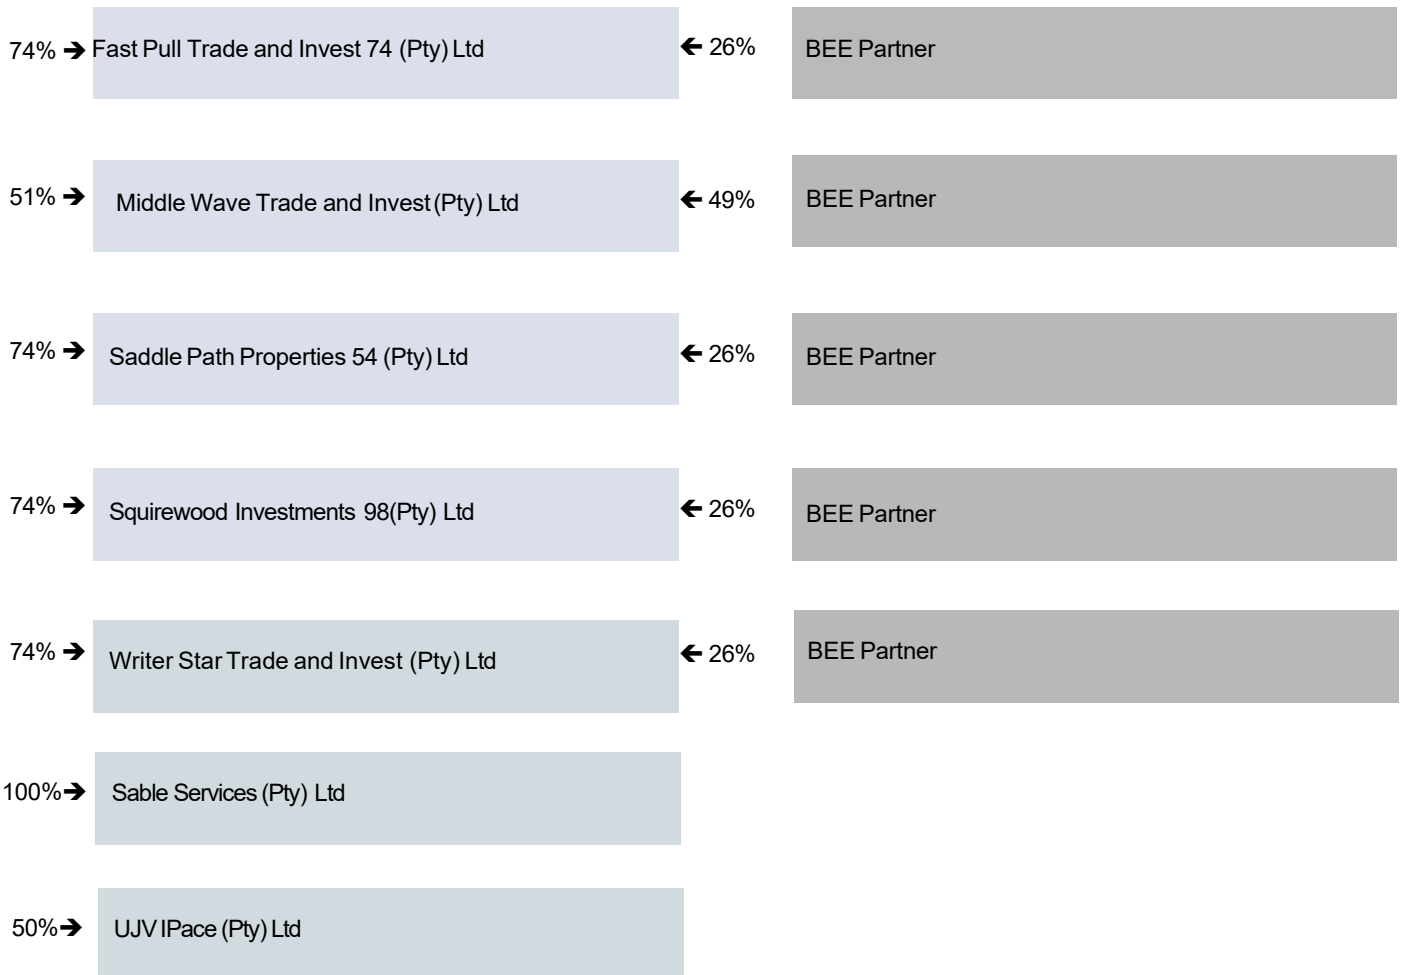 74% ➔ Fast Pull Trade and Invest 74 (Pty) Ltd 🡸 26% BEE Partner
51% ➔ Middle Wave Trade and Invest (Pty) Ltd 🡸 49% BEE Partner
74% ➔ Saddle Path Properties 54 (Pty) Ltd 🡸 26% BEE Partner
74% ➔ Squirewood Investments 98(Pty) Ltd 🡸 26% BEE Partner
74% ➔ Writer Star Trade and Invest (Pty) Ltd 🡸 26% BEE Partner
100%➔ Sable Services (Pty) Ltd
50%➔ UJV IPace (Pty) Ltd